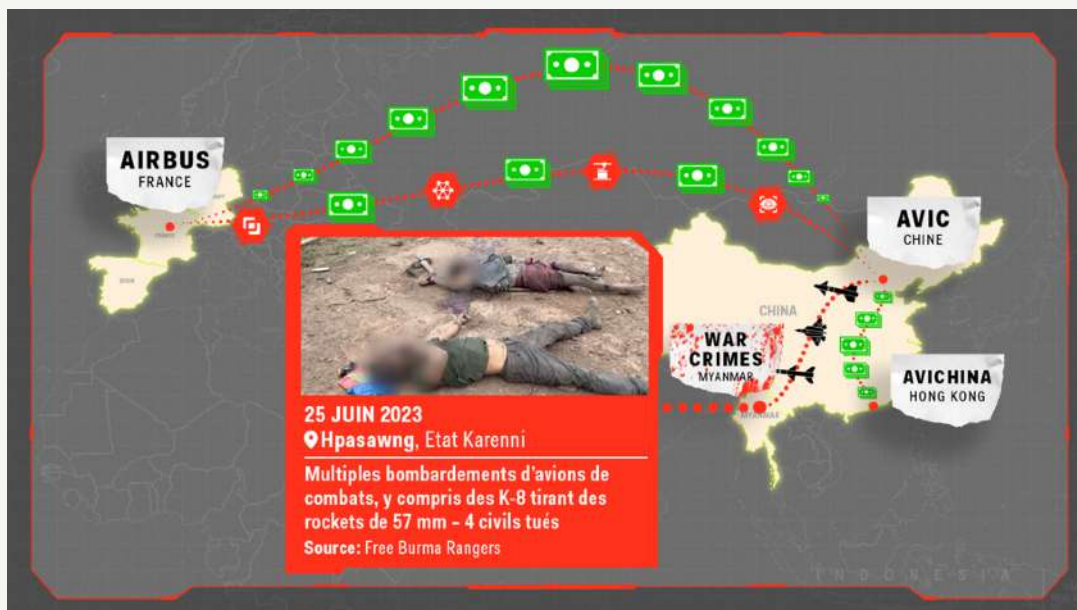 AIRBUS
FRANCE
AVIC
CHINE
CHINA
WAR
CRIMES
MYANMAR
AVICHINA
HONG KONG
MYANMAR
25 JUIN 2023
Hpasawng, Etat Karenni
Multiples bombardements d'avions de
combats, y compris des K-8 tirant des
rockets de 57 mm – 4 civils tués
Source: Free Burma Rangers
INDONESIA